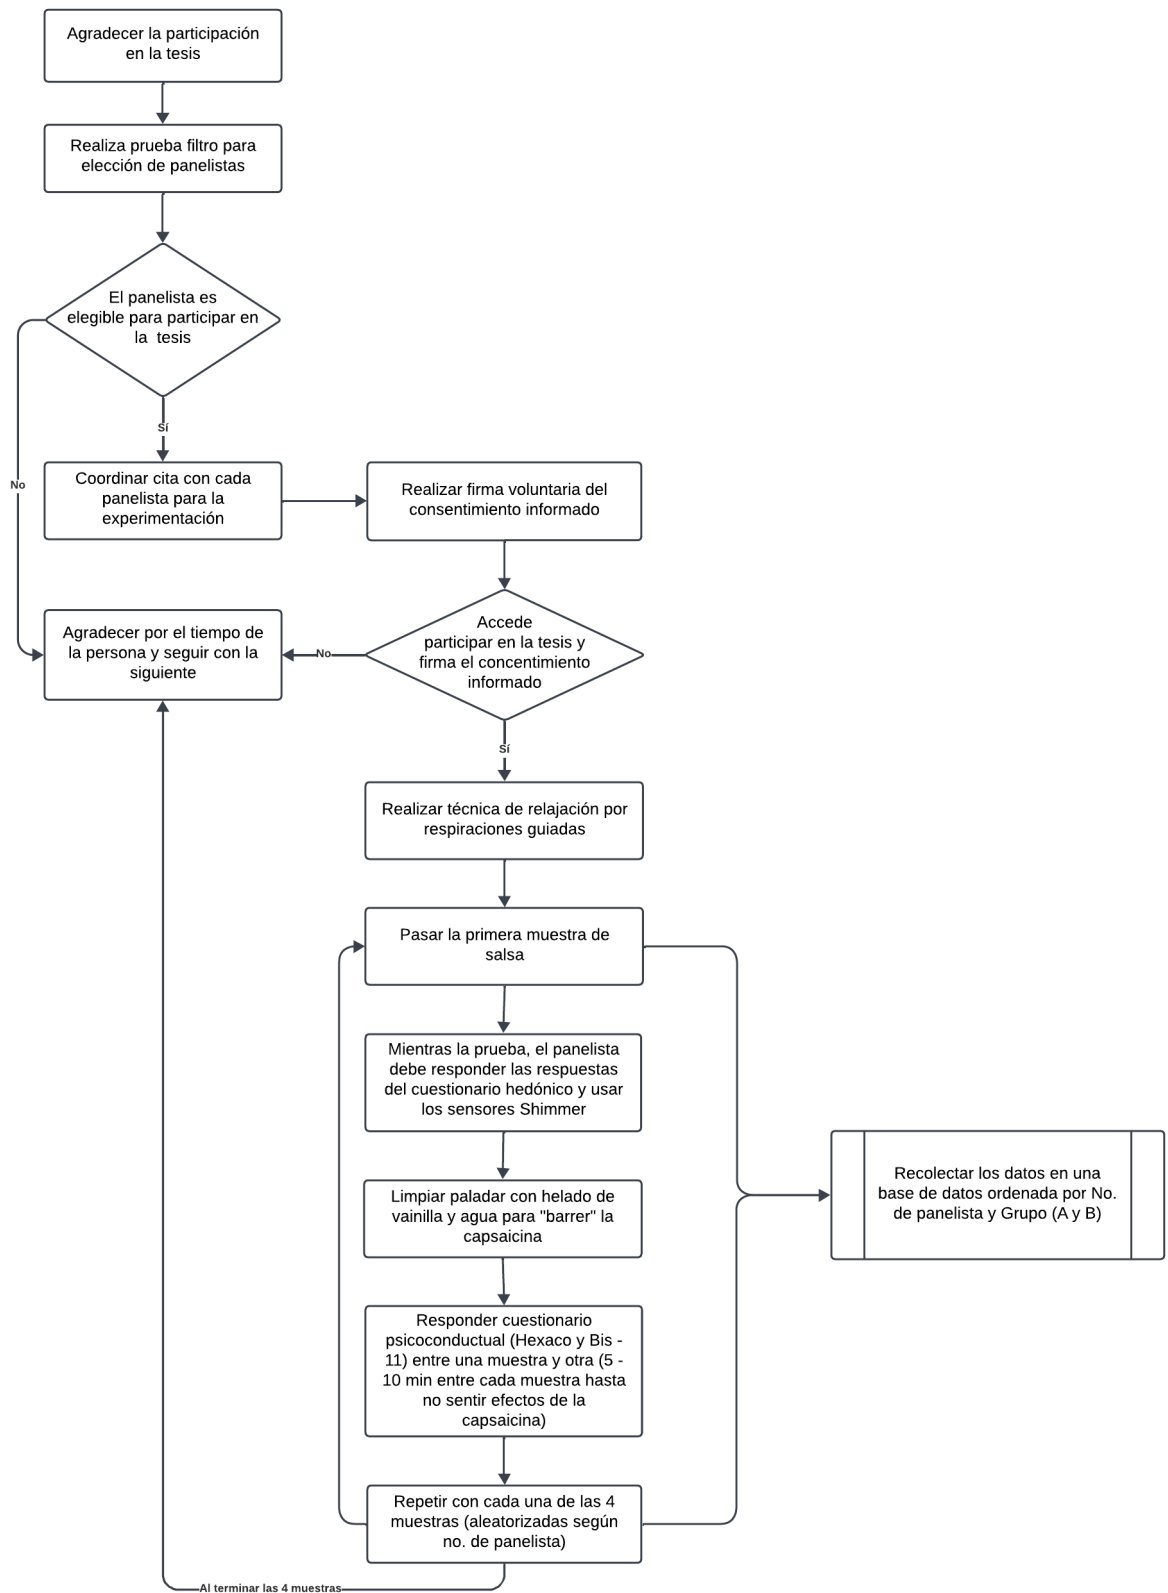 Agradecer la participación
en la tesis
Realiza prueba filtro para
elección de panelistas
El panelista es
elegible para participar en
la tesis
Sí
No
Coordinar cita con cada
panelista para la
experimentación
Realizar firma voluntaria del
consentimiento informado
Agradecer por el tiempo de
la persona y seguir con la
siguiente
No
Accede
participar en la tesis y
firma el concentimiento
informado
Sí
Realizar técnica de relajación por
respiraciones guiadas
Pasar la primera muestra de
salsa
Mientras la prueba, el panelista
debe responder las respuestas
del cuestionario hedónico y usar
los sensores Shimmer
Recolectar los datos en una
base de datos ordenada por No.
de panelista y Grupo (A y B)
Limpiar paladar con helado de
vainilla y agua para "barrer" la
capsaicina
Responder cuestionario
psicoconductual (Hexaco y Bis -
11) entre una muestra y otra (5 -
10 min entre cada muestra hasta
no sentir efectos de la
capsaicina)
Repetir con cada una de las 4
muestras (aleatorizadas según
no. de panelista)
Al terminar las 4 muestras